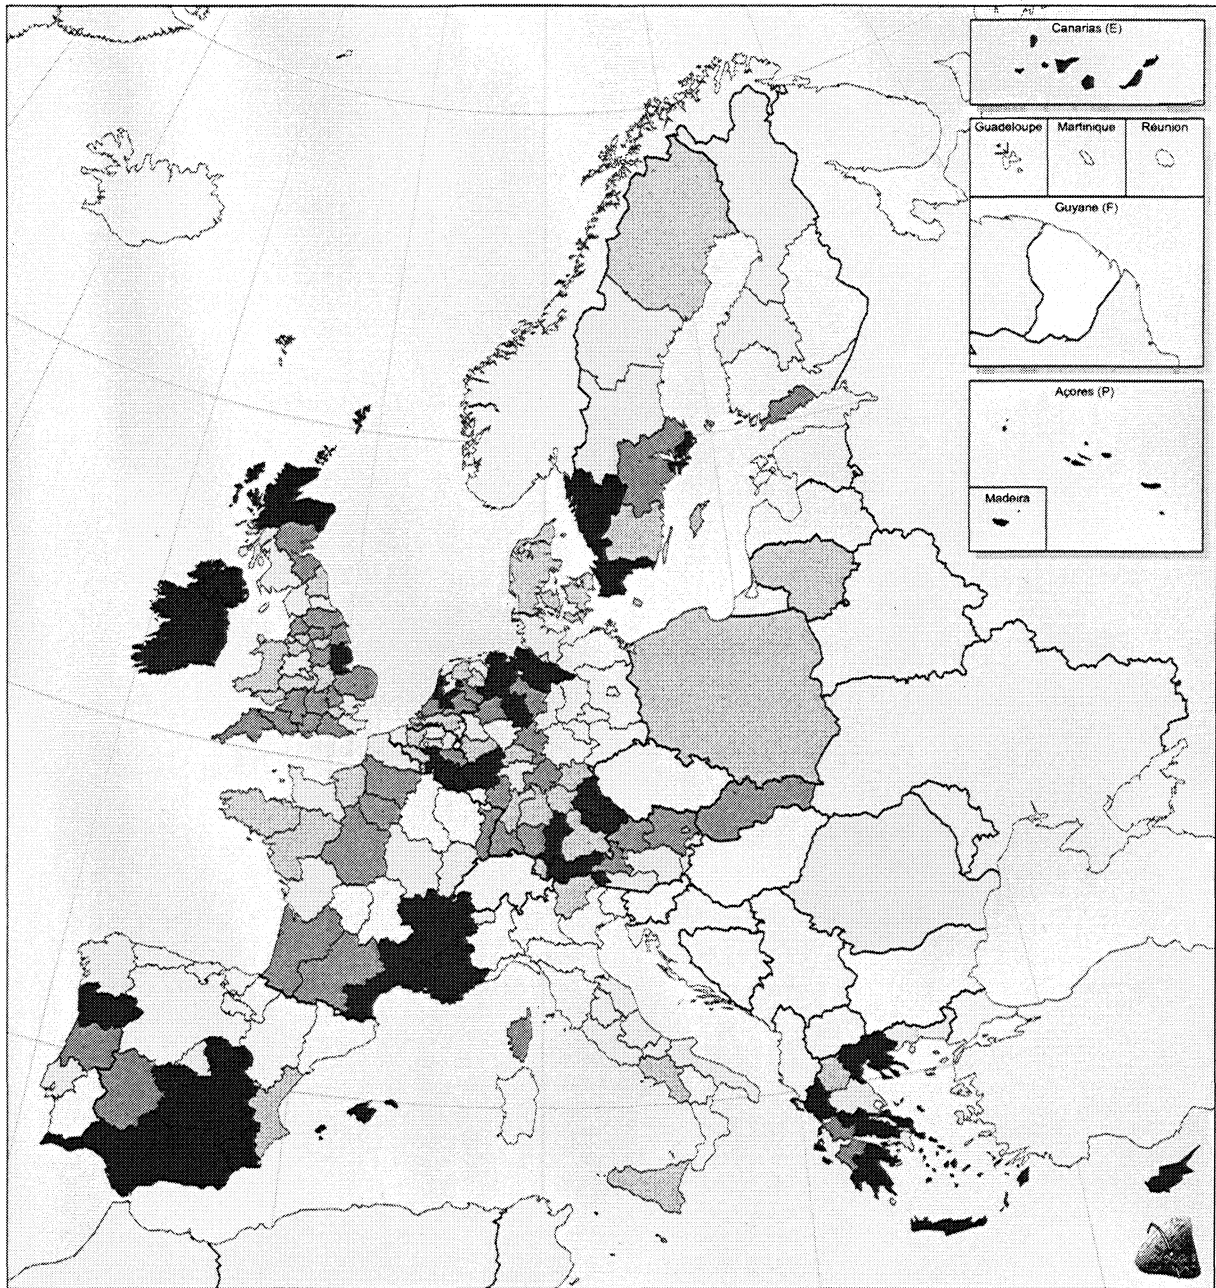 Canarias (E)
Guadeloupe
Martinique
Réunion
Guyane (F)
Açores (P)
Madeira